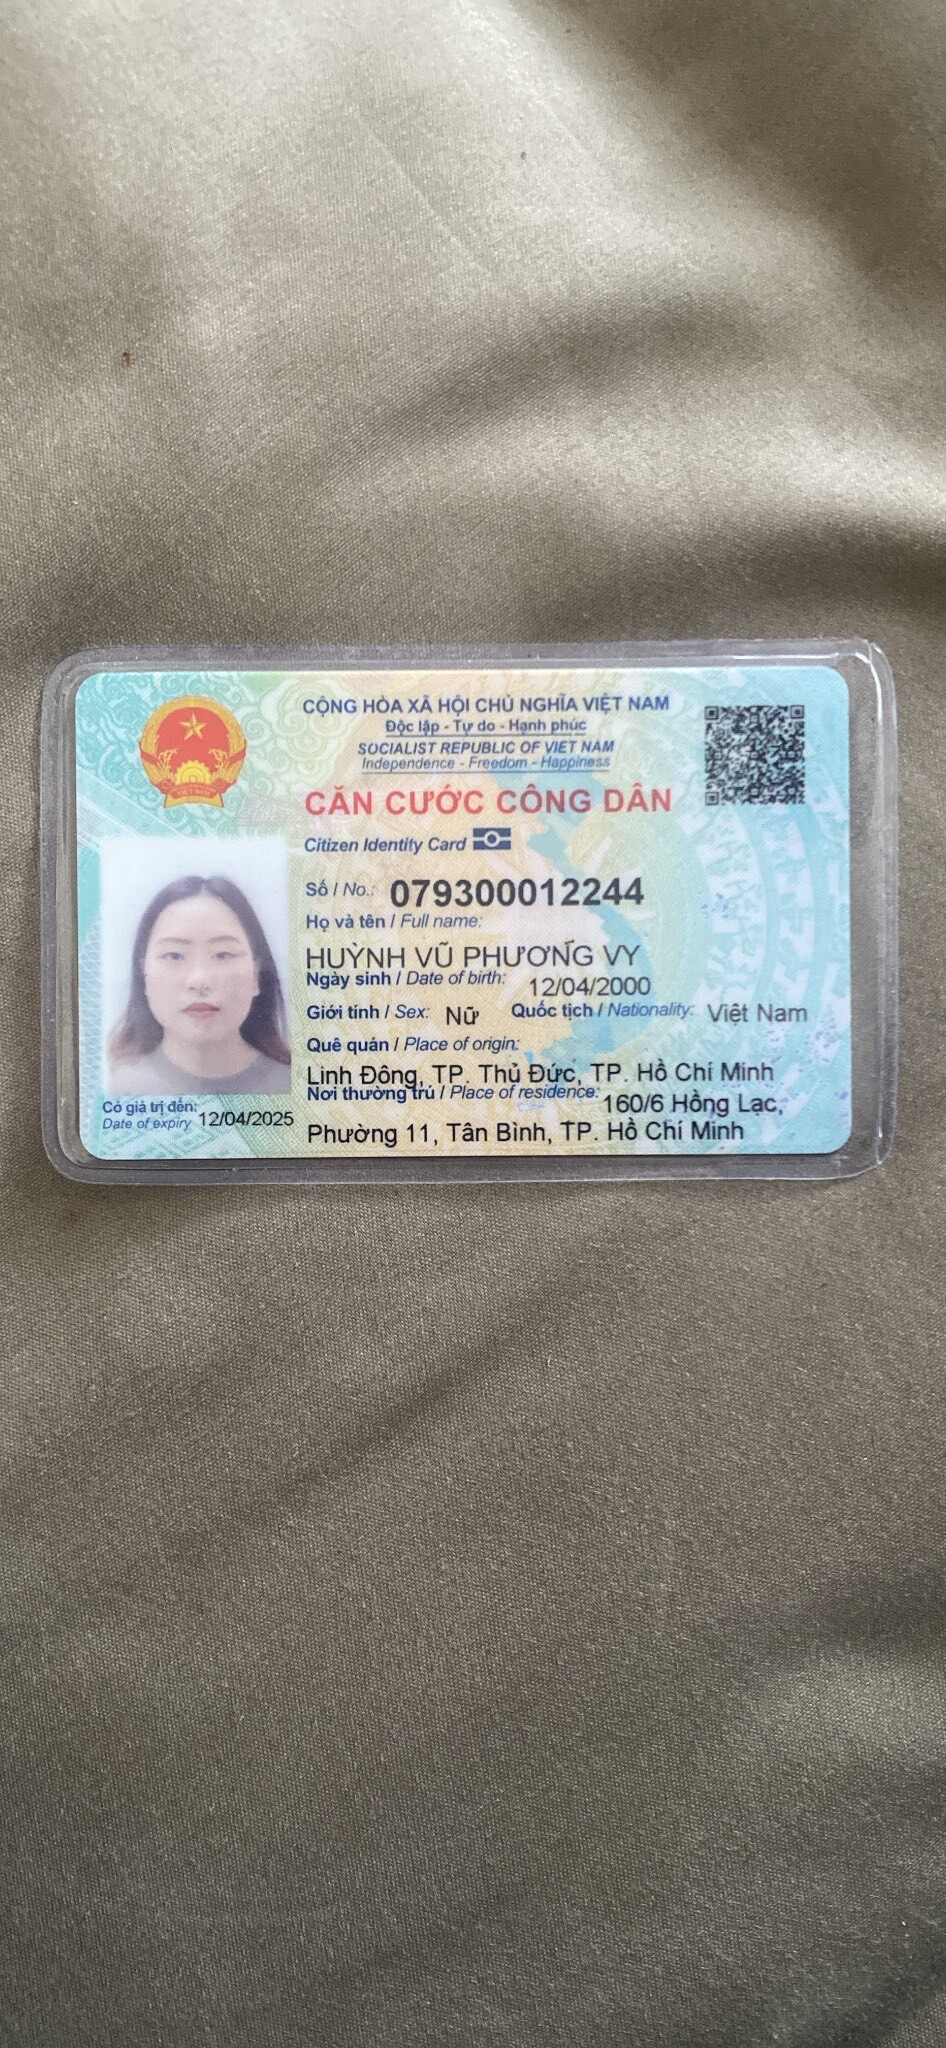 CỘNG HÒA XÃ HỘI CHỦ NGHĨA VIỆT NAM
Độc lập - Tự do - Hạnh phúc
SOCIALIST REPUBLIC OF VIET NAM
Independence - Freedom - Happiness
CĂN CƯỚC CÔNG DÂN
Citizen Identity Card
Số / No.: 079300012244
Họ và tên / Full name:
HUỲNH VŨ PHƯƠNG VY
Ngày sinh / Date of birth: 12/04/2000
Giới tính / Sex: Nữ Quốc tịch / Nationality: Việt Nam
Quê quán / Place of origin:
Linh Đông, TP. Thủ Đức, TP. Hồ Chí Minh
Nơi thường trú / Place of residence: 160/6 Hồng Lạc,
Phường 11, Tân Bình, TP. Hồ Chí Minh
Có giá trị đến: 12/04/2025
Date of expiry
VIỆT NAM